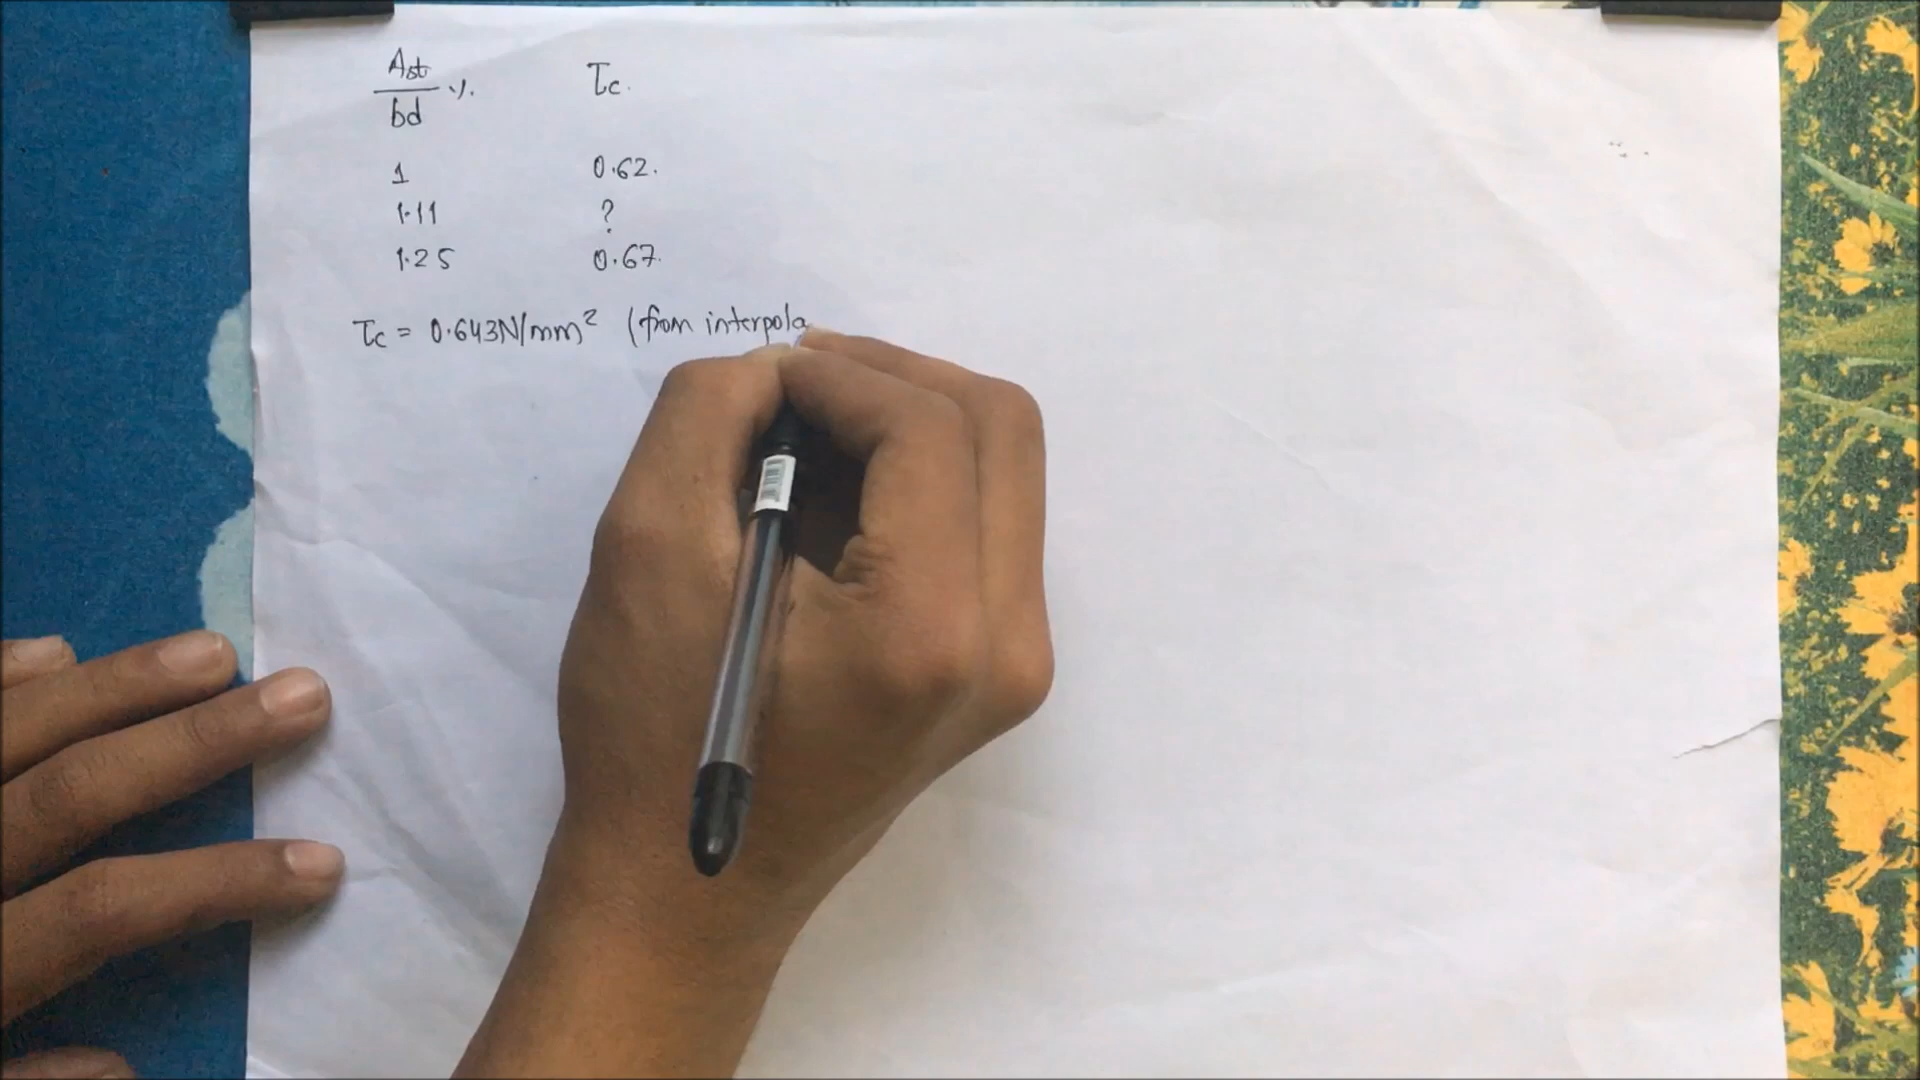 Ast/bd %. τc.
1 0.62.
1.11 ?
1.25 0.67.
τc = 0.643N/mm² (from interpola